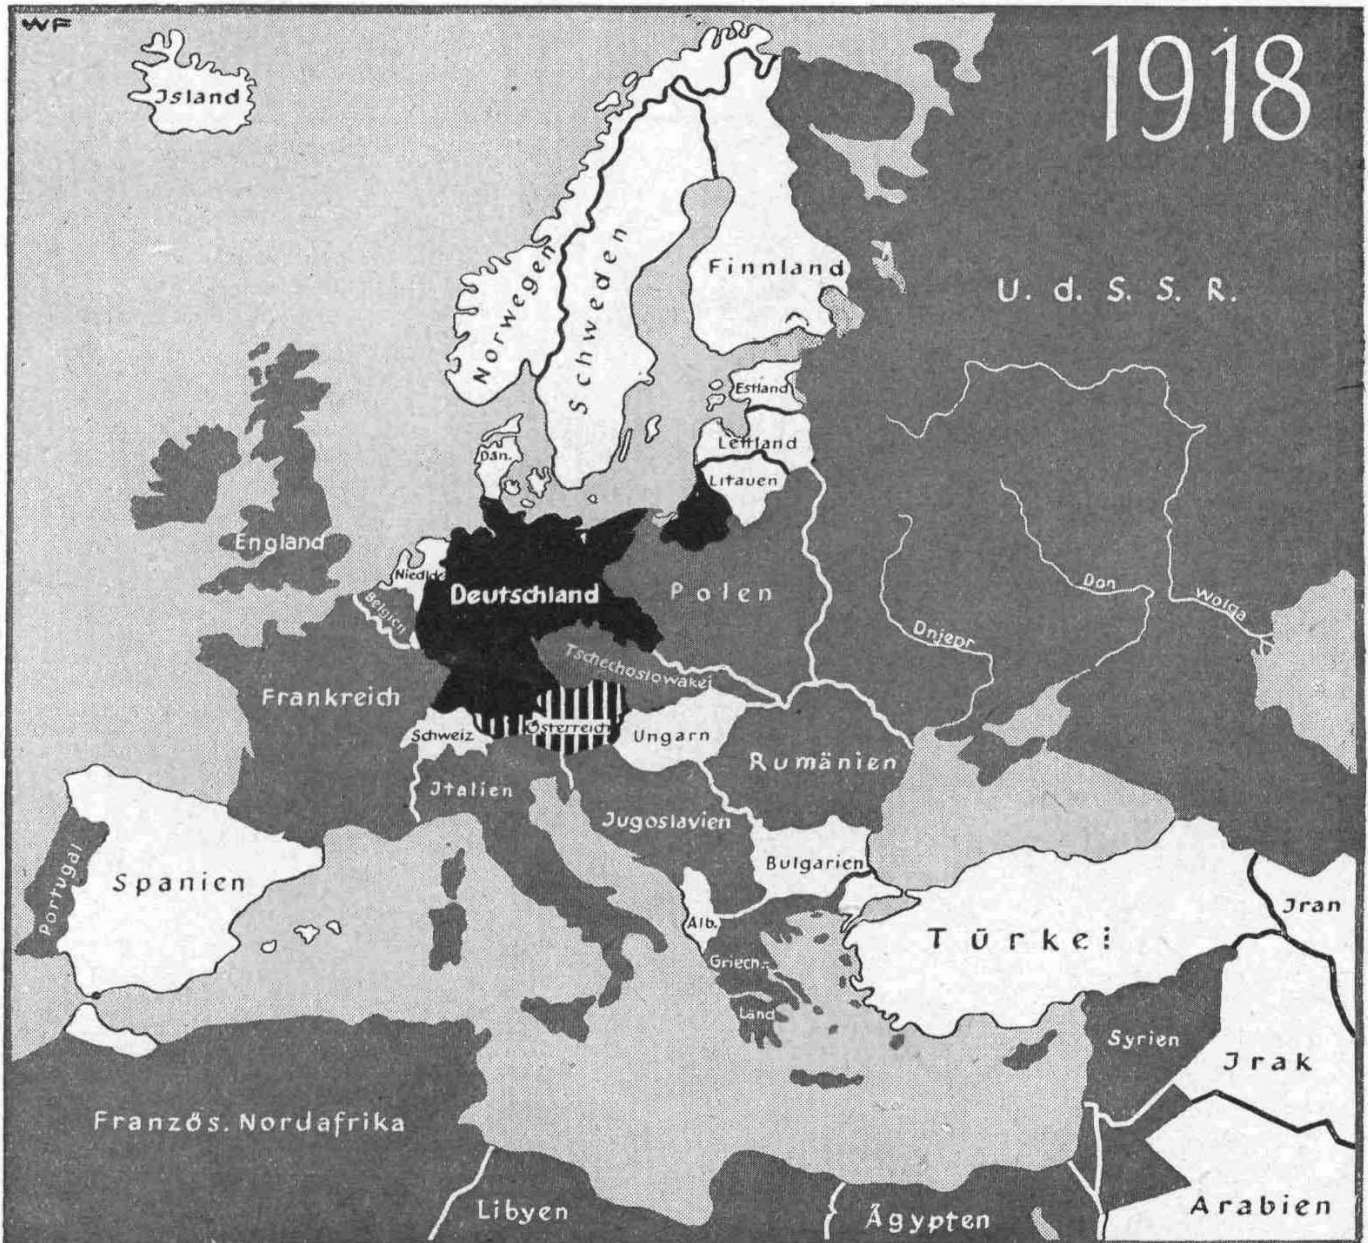 WF
1918
Jsland
Norwegen
Schweden
Finnland
U. d. S. S. R.
Estland
Lettland
Litauen
Dän.
England
Niedlde
Belgien
Deutschland
Polen
Don
Wolga
Dnjepr
Tschechoslowakei
Frankreich
Schweiz
Österreich
Ungarn
Rumänien
Jtalien
Jugoslavien
Bulgarien
Portugal
Spanien
Alb.
Griech.-
Land
Türkei
Jran
Syrien
Jrak
Französ. Nordafrika
Libyen
Ägypten
Arabien